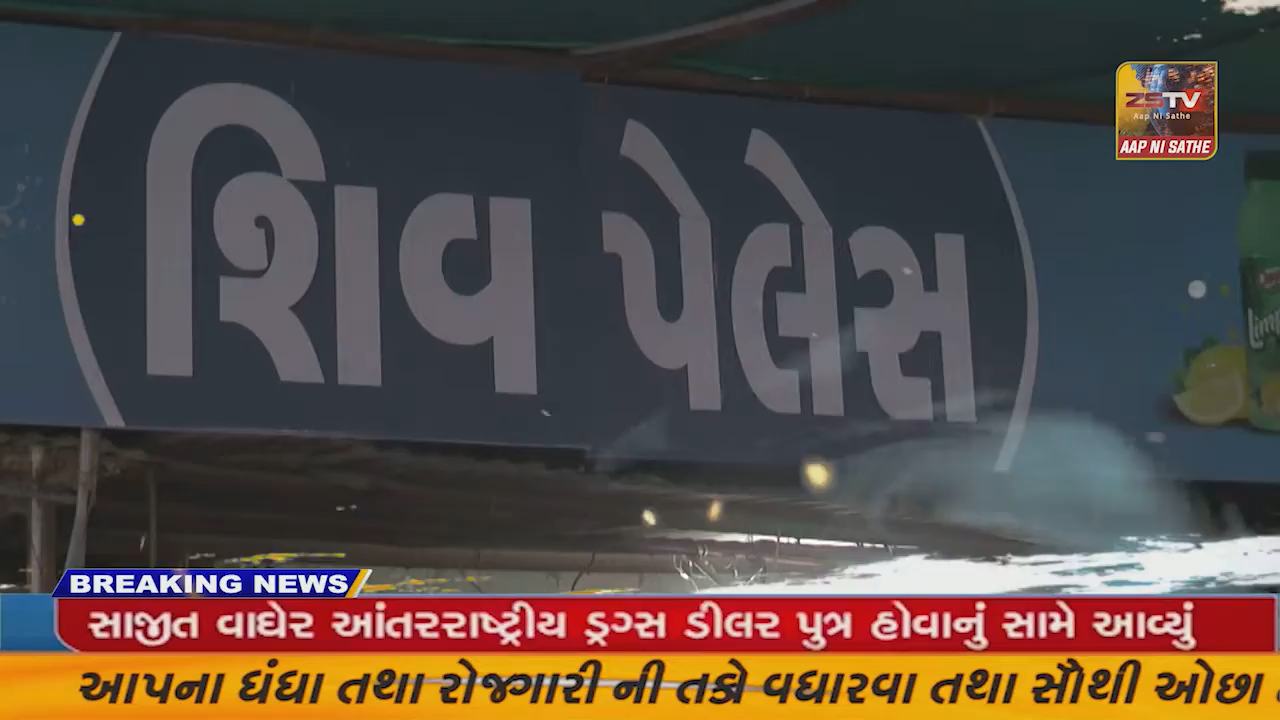 શિવ પેલેસ
ZSTV
Aap Ni Sathe
AAP NI SATHE
BREAKING NEWS
સાજીત વાઘેર આંતરરાષ્ટ્રીય ડ્રગ્સ ડીલર પુત્ર હોવાનું સામે આવ્યું
આપના ધંધા તથા રોજગારી ની તકો વધારવા તથા સૌથી ઓછા